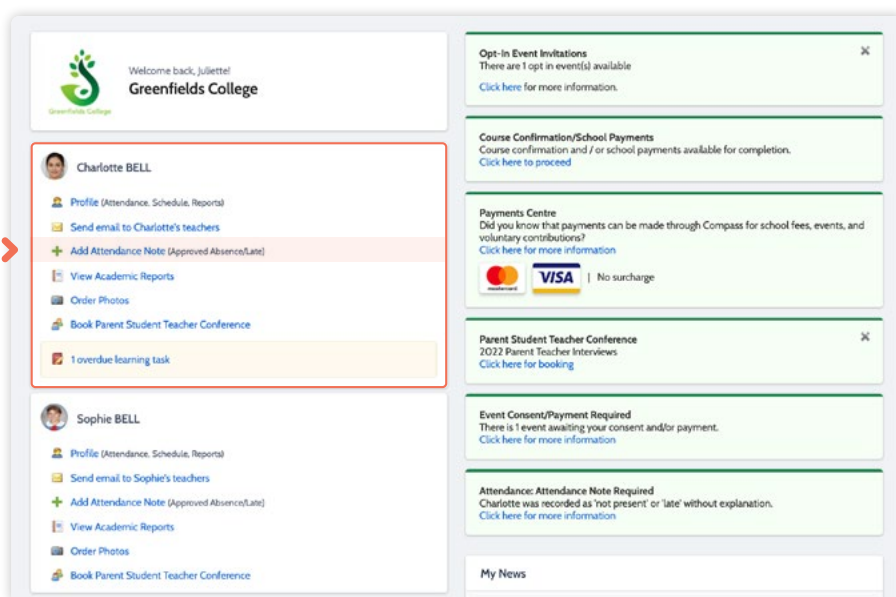 Welcome back, Juliette!
Greenfields College
Greenfields College
Charlotte BELL
Profile (Attendance, Schedule, Reports)
Send email to Charlotte's teachers
Add Attendance Note (Approved Absence/Late)
View Academic Reports
Order Photos
Book Parent Student Teacher Conference
1 overdue learning task
Sophie BELL
Profile (Attendance, Schedule, Reports)
Send email to Sophie's teachers
Add Attendance Note (Approved Absence/Late)
View Academic Reports
Order Photos
Book Parent Student Teacher Conference
Opt-In Event Invitations
There are 1 opt in event(s) available
Click here for more information.
Course Confirmation/School Payments
Course confirmation and / or school payments available for completion.
Click here to proceed
Payments Centre
Did you know that payments can be made through Compass for school fees, events, and
voluntary contributions?
Click here for more information
mastercard VISA | No surcharge
Parent Student Teacher Conference
2022 Parent Teacher Interviews
Click here for booking
Event Consent/Payment Required
There is 1 event awaiting your consent and/or payment.
Click here for more information
Attendance: Attendance Note Required
Charlotte was recorded as 'not present' or 'late' without explanation.
Click here for more information
My News